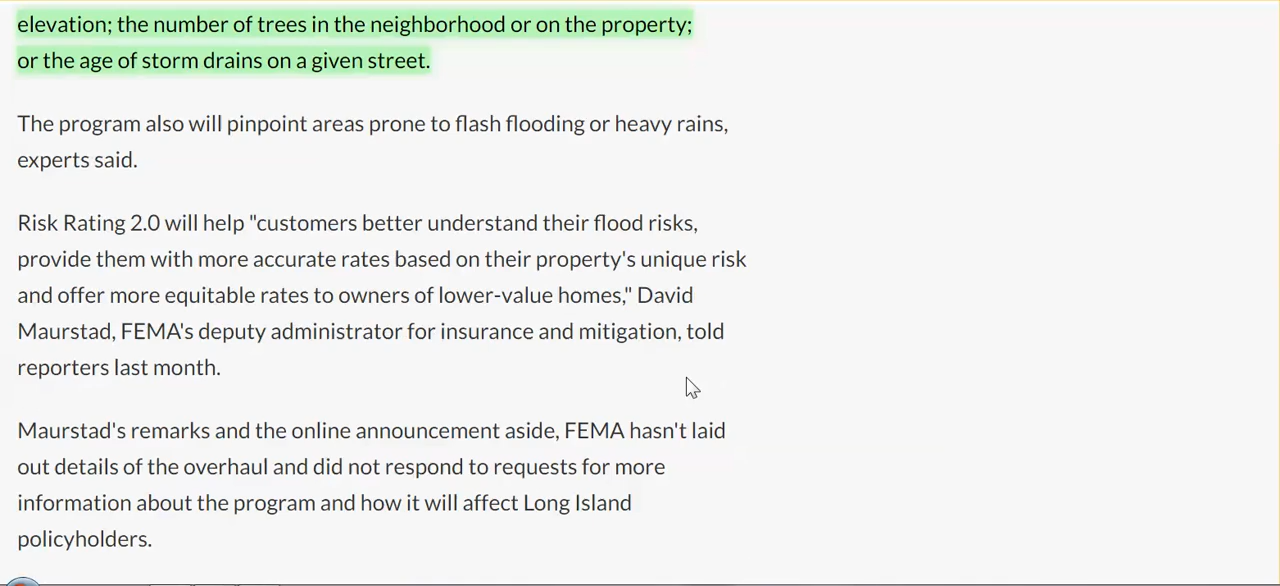 elevation; the number of trees in the neighborhood or on the property;
or the age of storm drains on a given street.
The program also will pinpoint areas prone to flash flooding or heavy rains,
experts said.
Risk Rating 2.0 will help "customers better understand their flood risks,
provide them with more accurate rates based on their property's unique risk
and offer more equitable rates to owners of lower-value homes," David
Maurstad, FEMA's deputy administrator for insurance and mitigation, told
reporters last month.
Maurstad's remarks and the online announcement aside, FEMA hasn't laid
out details of the overhaul and did not respond to requests for more
information about the program and how it will affect Long Island
policyholders.